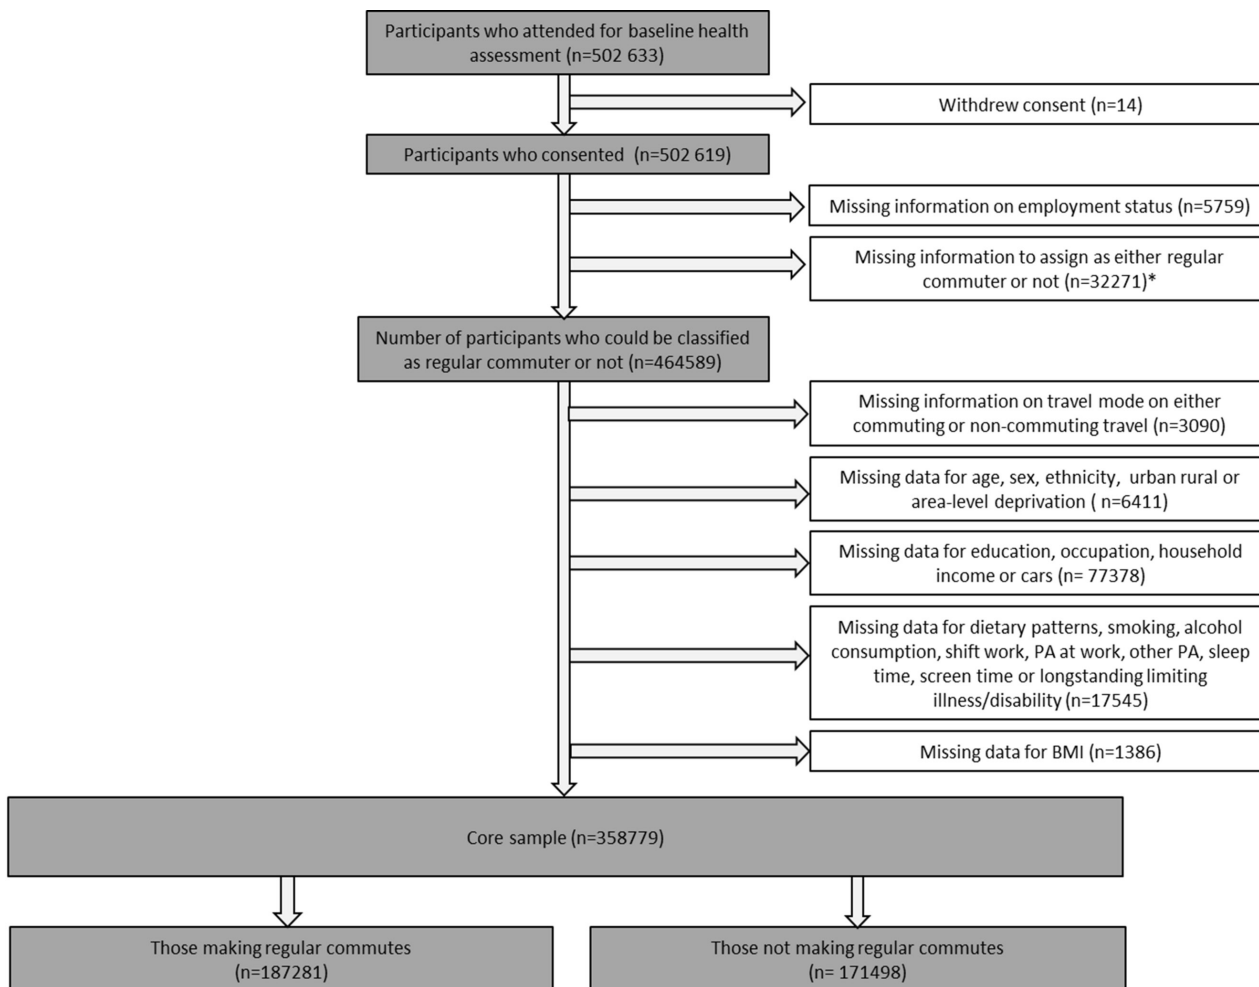 Participants who attended for baseline health
assessment (n=502 633)
Withdrew consent (n=14)
Participants who consented (n=502 619)
Missing information on employment status (n=5759)
Missing information to assign as either regular
commuter or not (n=32271)*
Number of participants who could be classified
as regular commuter or not (n=464589)
Missing information on travel mode on either
commuting or non-commuting travel (n=3090)
Missing data for age, sex, ethnicity, urban rural or
area-level deprivation ( n=6411)
Missing data for education, occupation, household
income or cars (n= 77378)
Missing data for dietary patterns, smoking, alcohol
consumption, shift work, PA at work, other PA, sleep
time, screen time or longstanding limiting
illness/disability (n=17545)
Missing data for BMI (n=1386)
Core sample (n=358779)
Those making regular commutes
(n=187281)
Those not making regular commutes
(n= 171498)